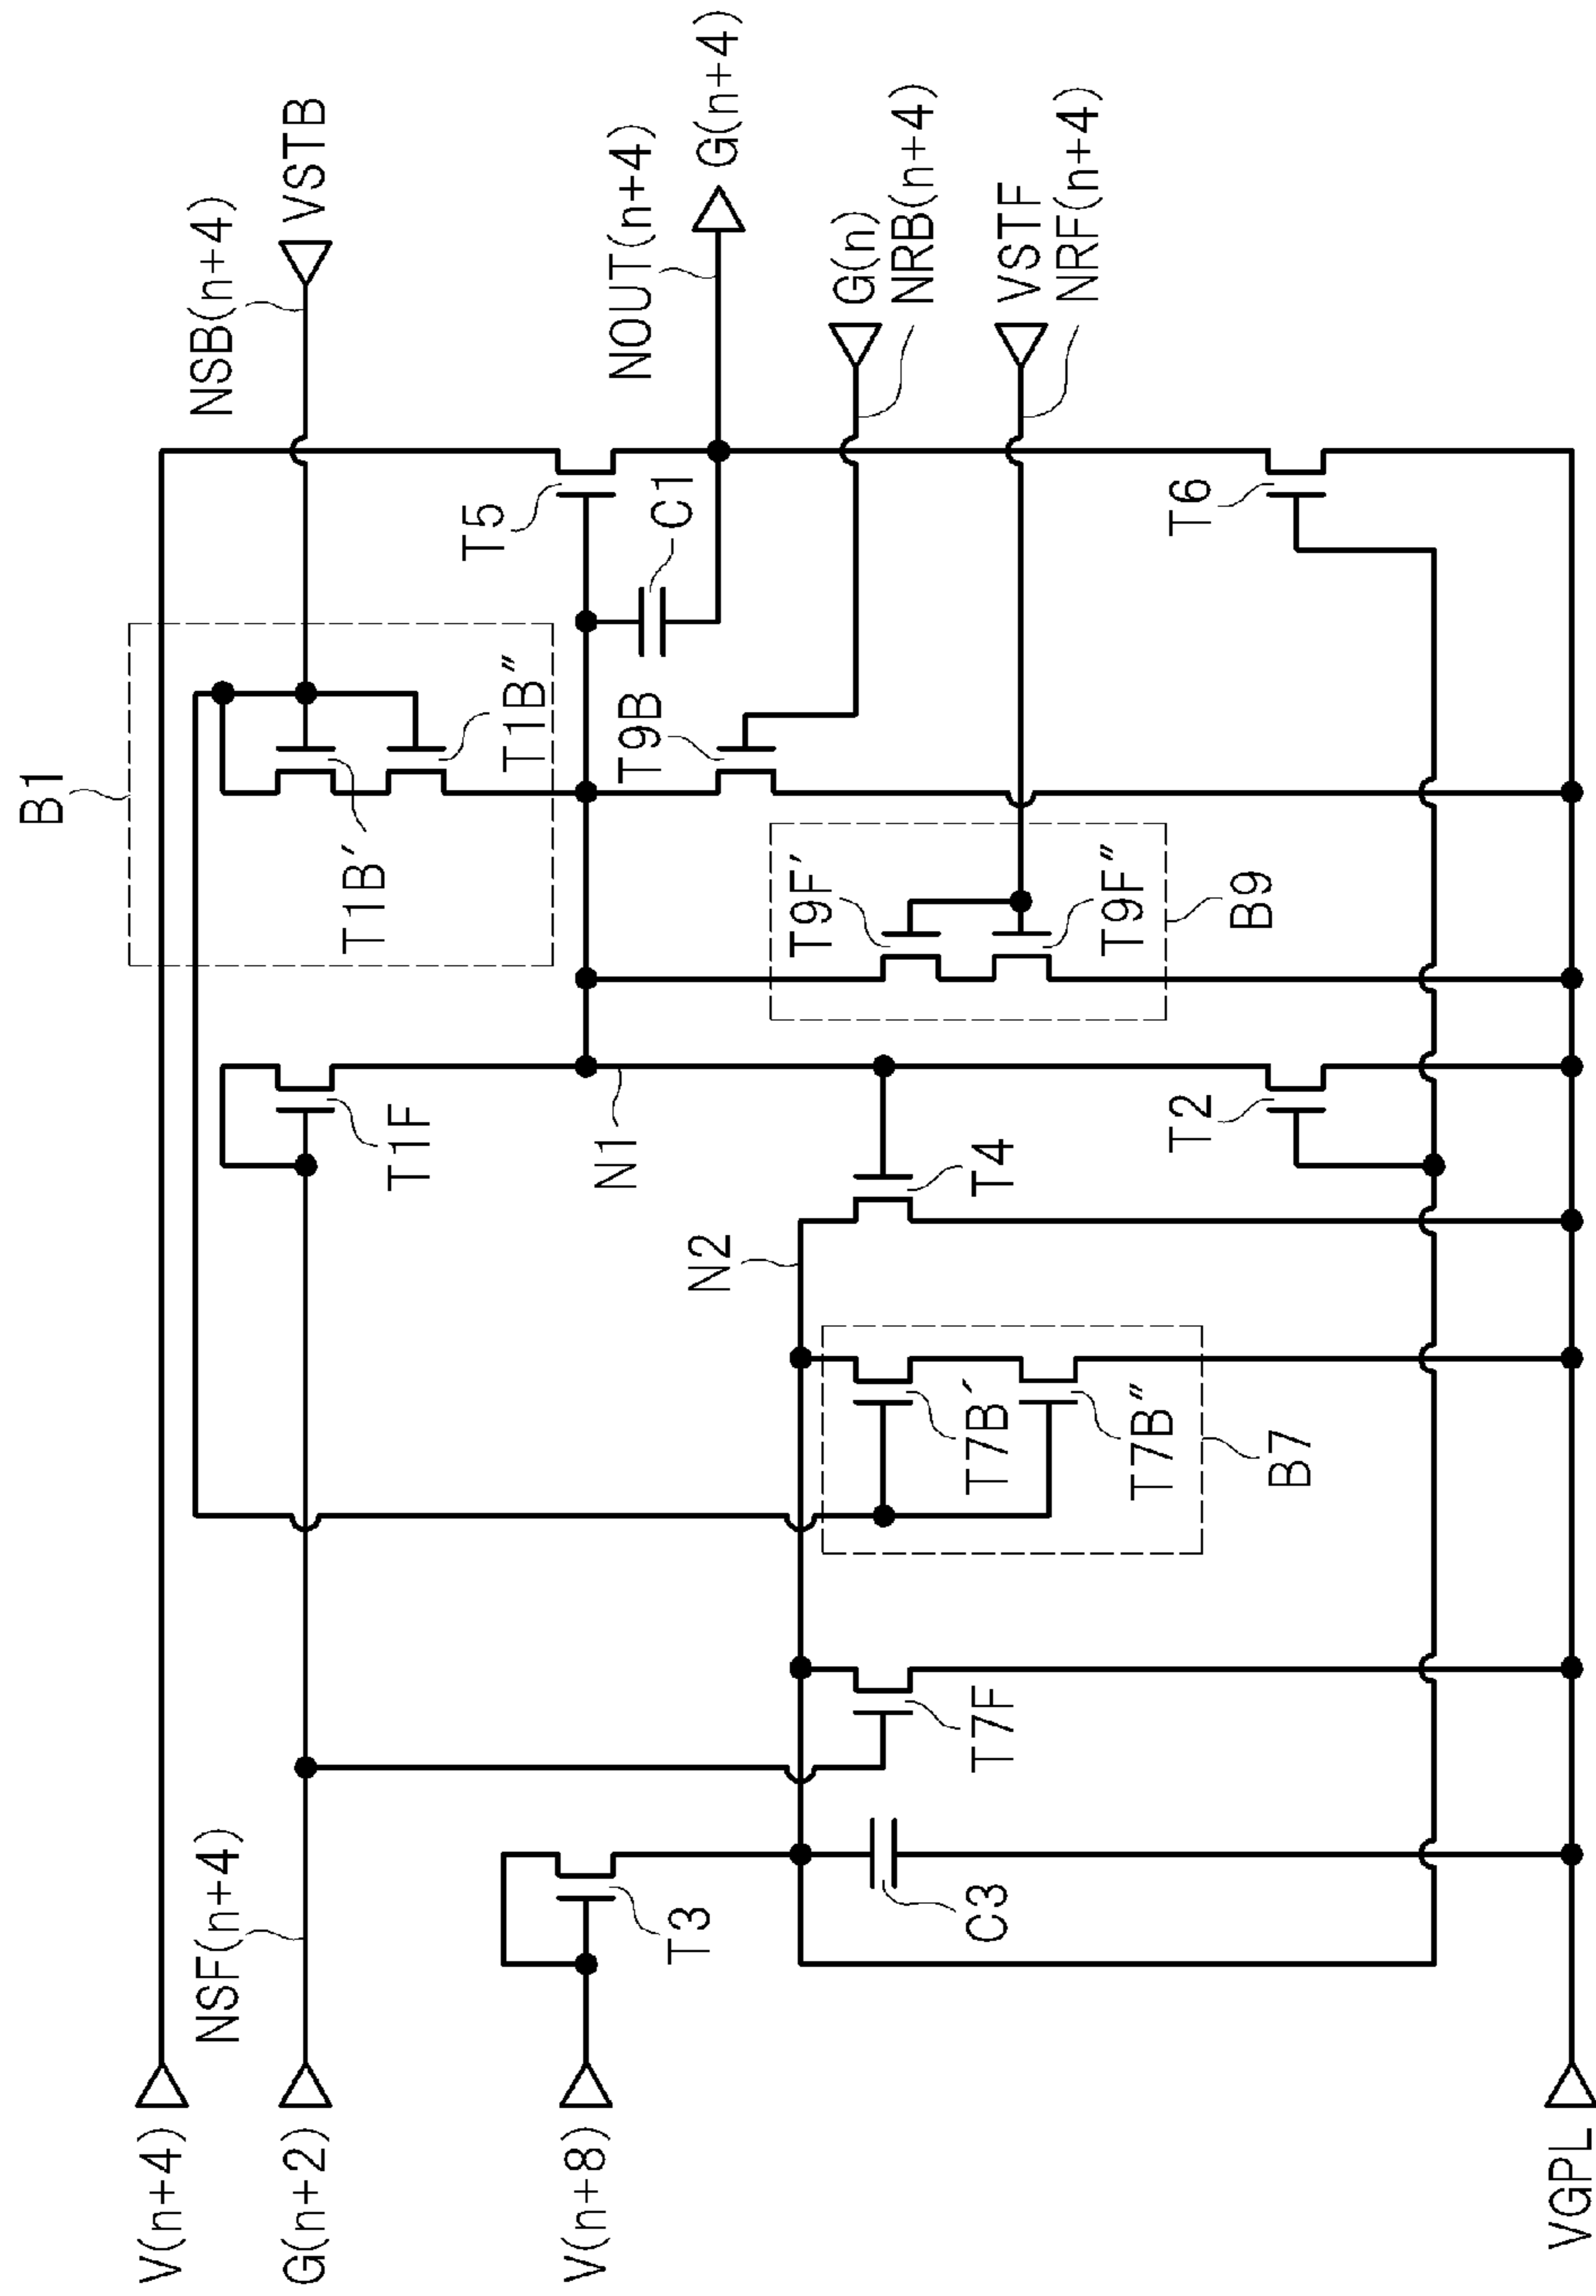 V(n+4)
NSF(n+4)
G(n+2)
V(n+8)
VGPL
B1
NSB(n+4)
VSTB
T1F
T1B′
T1B″
T5
NOUT(n+4)
G(n+4)
C1
T3
N1
N2
T9B
G(n)
NRB(n+4)
C3
T7F
T7B′
T7B″
B7
T4
T9F′
T9F″
B9
VSTF
NRF(n+4)
T2
T6